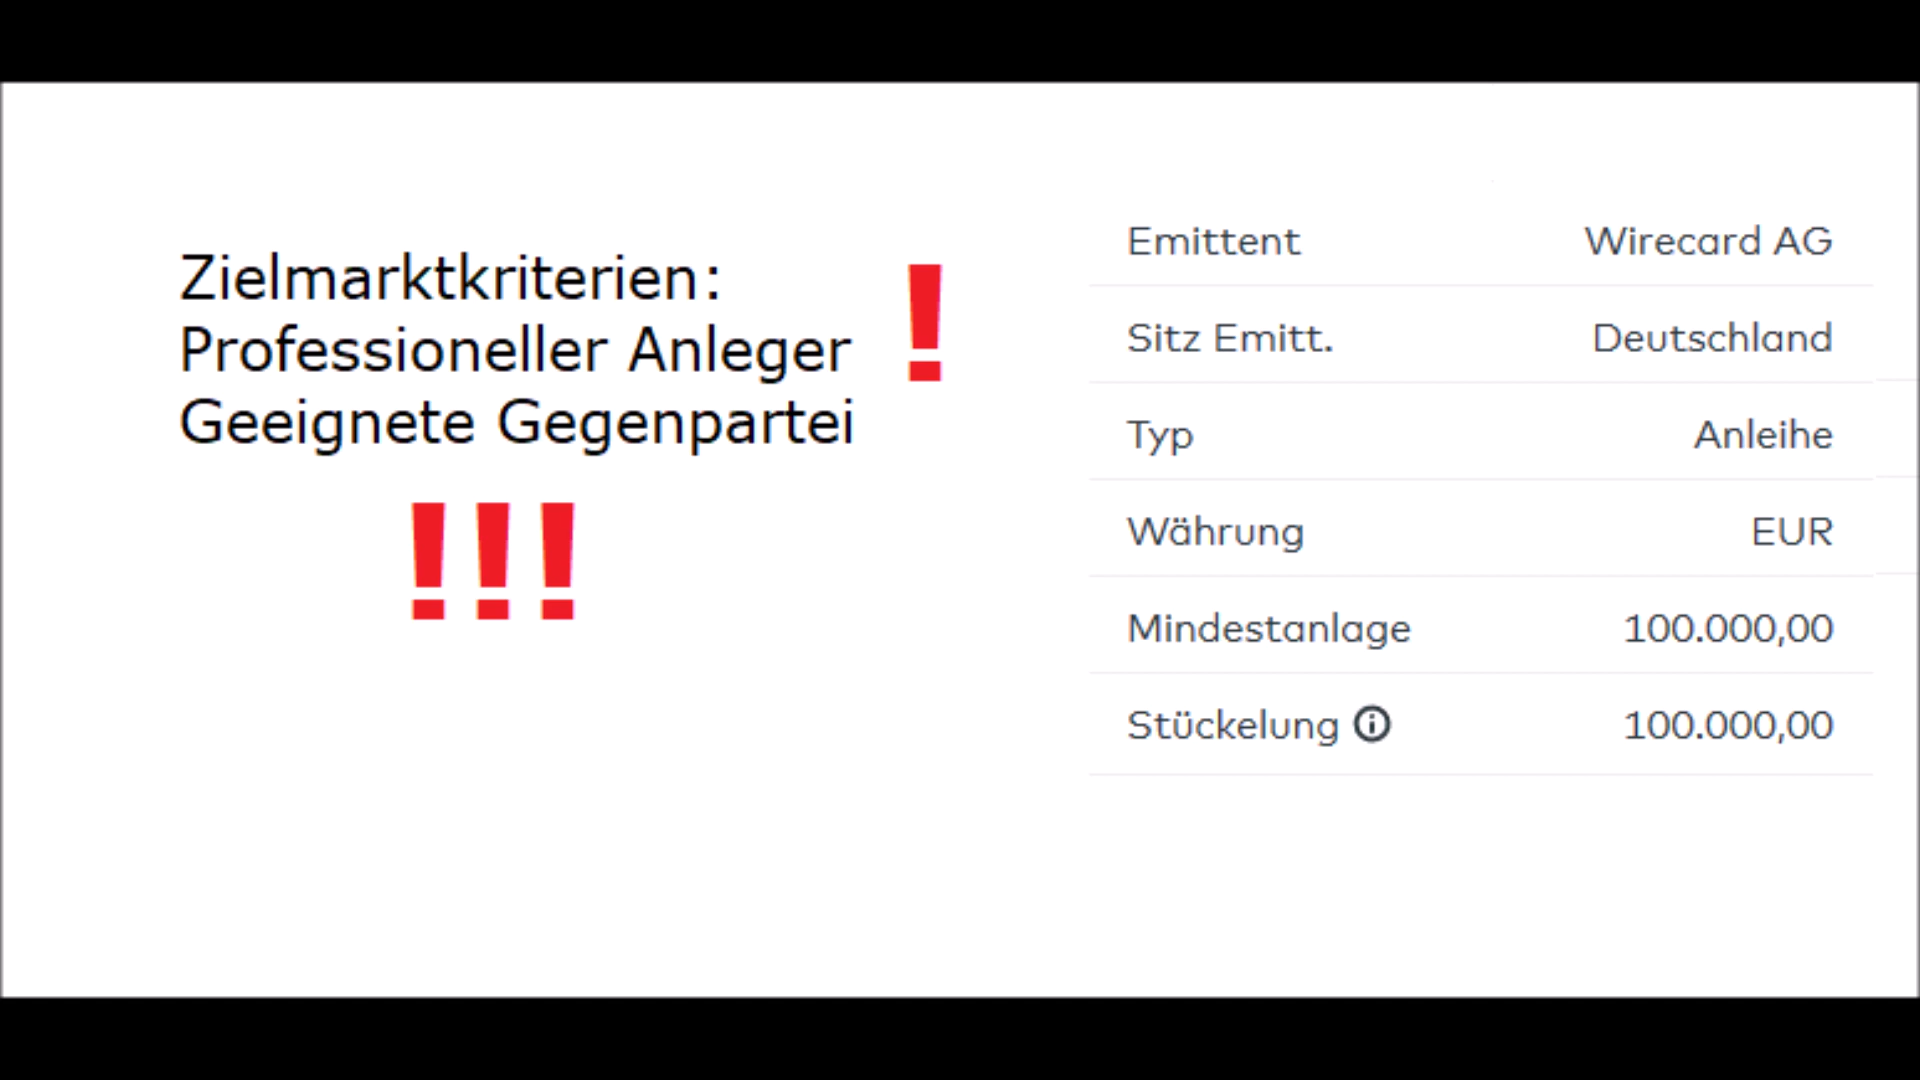 Zielmarktkriterien:
Professioneller Anleger !
Geeignete Gegenpartei
!!!
Emittent Wirecard AG
Sitz Emitt. Deutschland
Typ Anleihe
Währung EUR
Mindestanlage 100.000,00
Stückelung 100.000,00